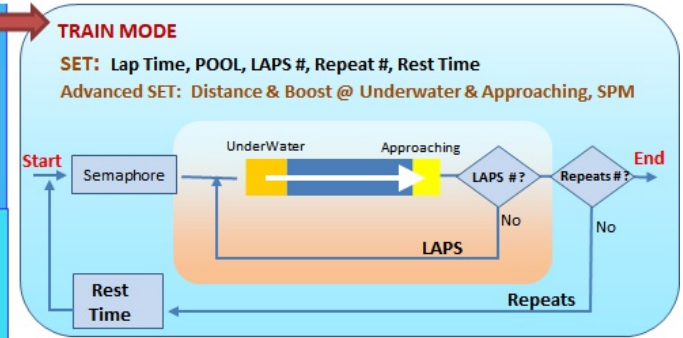 TRAIN MODE
SET: Lap Time, POOL, LAPS #, Repeat #, Rest Time
Advanced SET: Distance & Boost @ Underwater & Approaching, SPM
UnderWater
Approaching
Start
Semaphore
LAPS #?
Repeats #?
End
No
No
LAPS
Rest
Time
Repeats